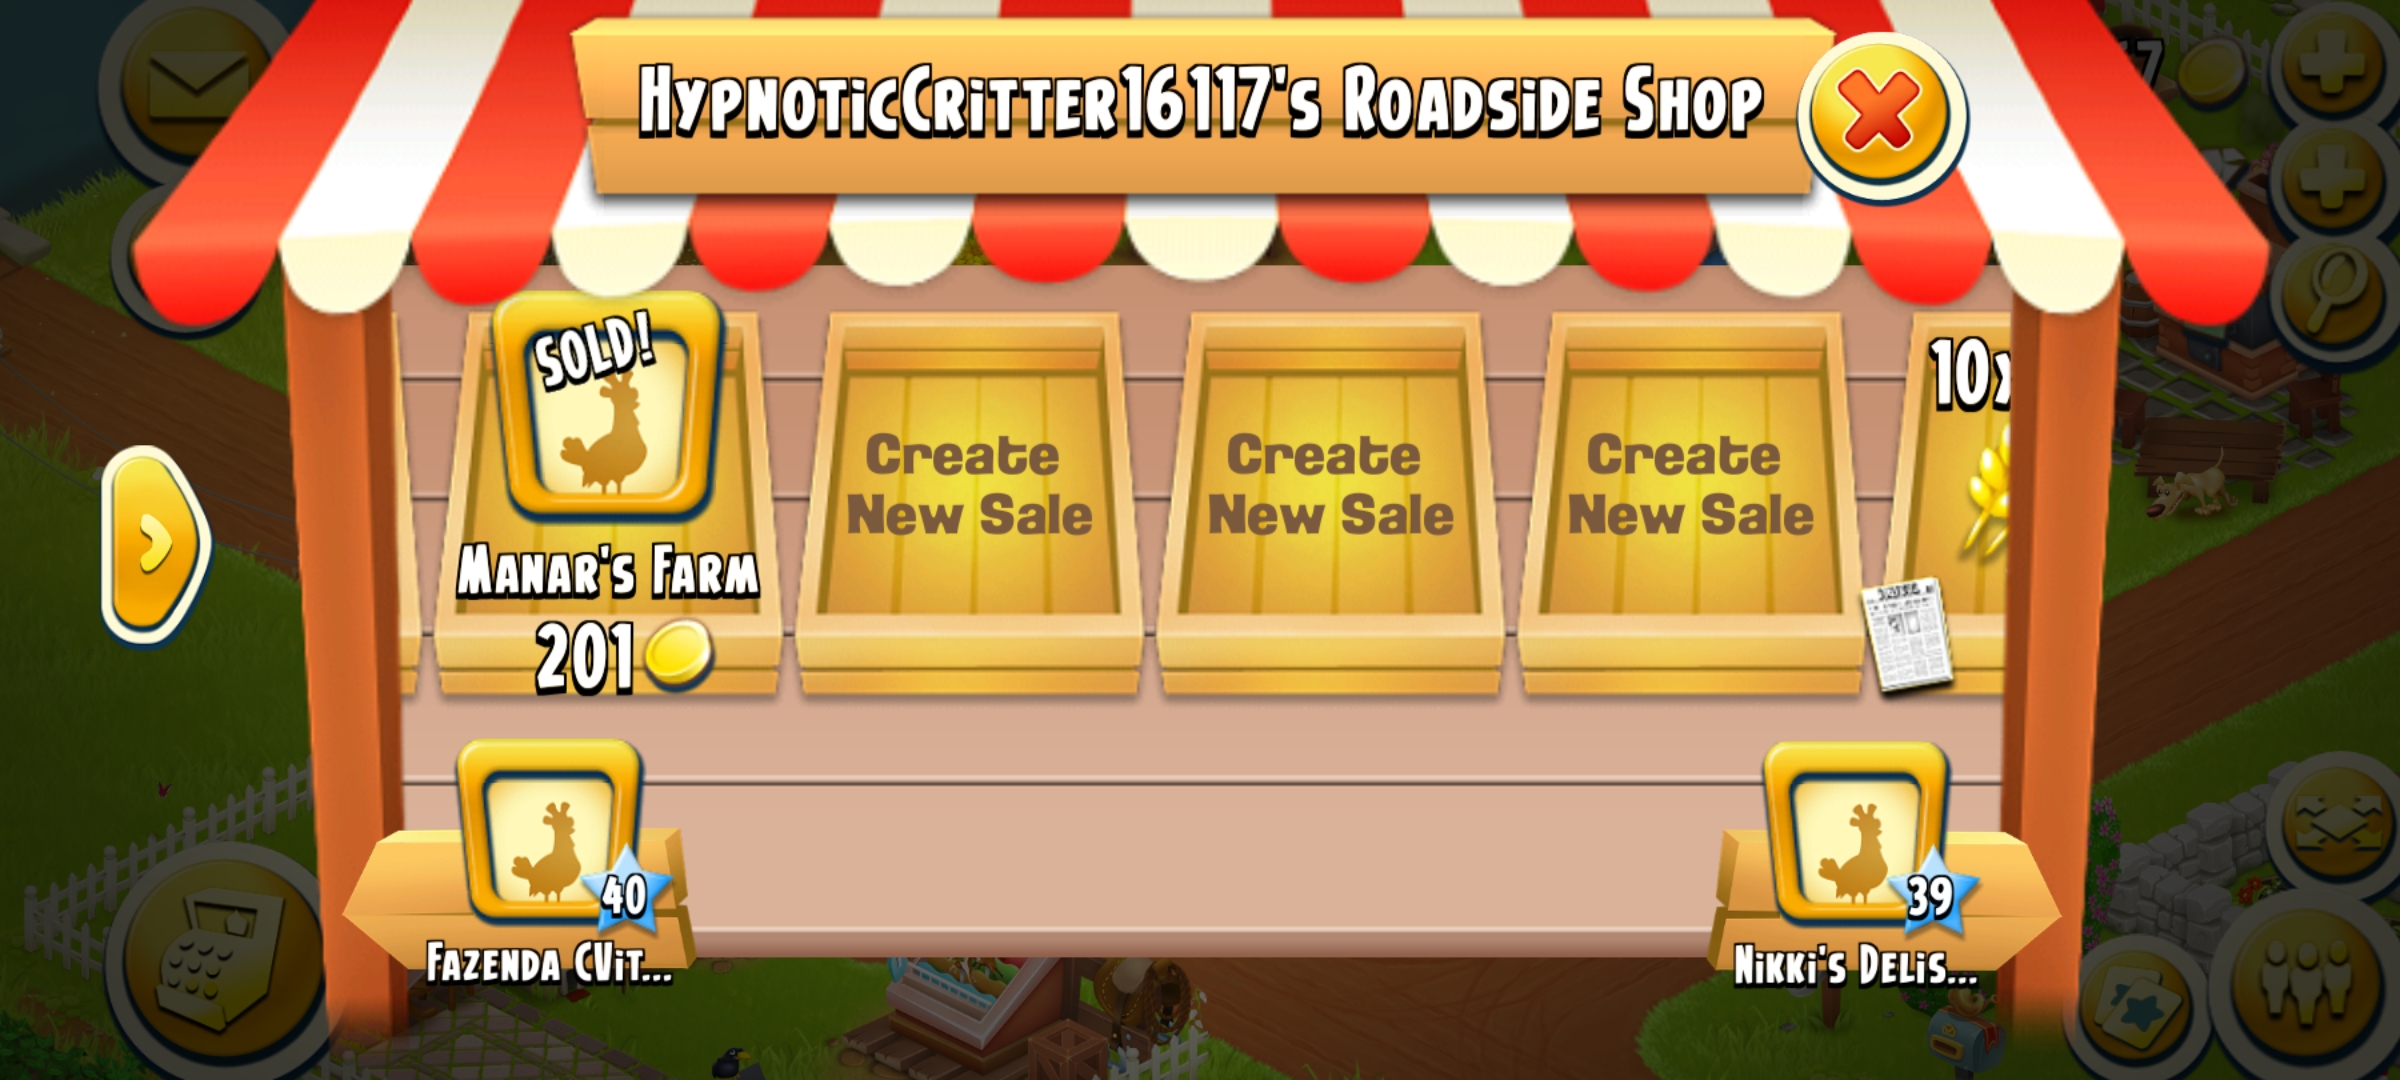 HypnoticCritter16117's Roadside Shop
SOLD!
Manar's Farm
201
Create
New Sale
Create
New Sale
Create
New Sale
10x
40
Fazenda CVit...
39
Nikki's Delis...